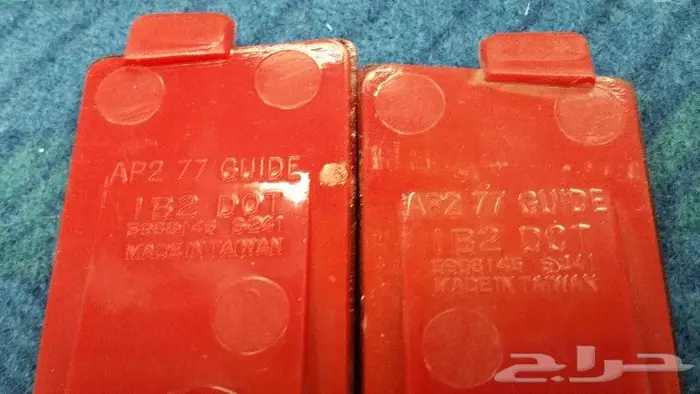 AP2 77 GUIDE
IB2 DOT
MADE IN TAIWAN
AP2 77 GUIDE
IB2 DOT
MADE IN TAIWAN
حراج